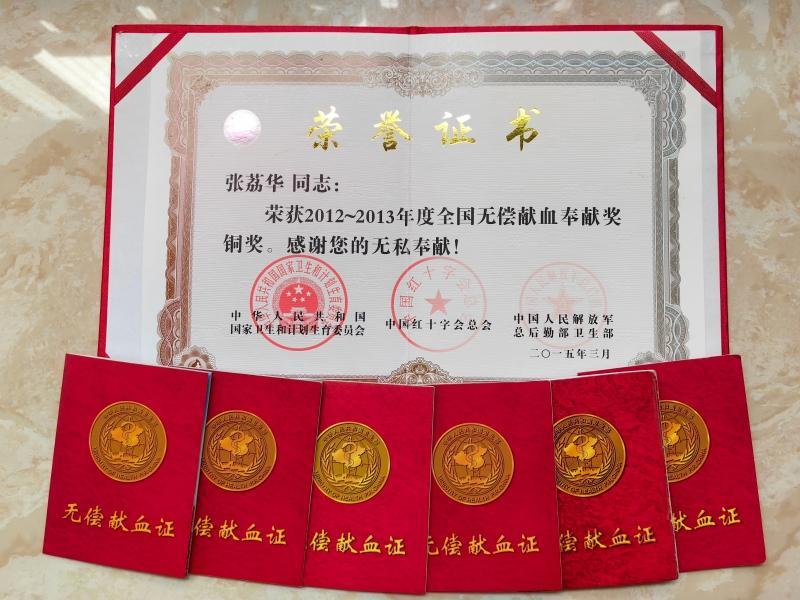 荣誉证书
张荔华 同志：
荣获2012~2013年度全国无偿献血奉献奖
铜奖。感谢您的无私奉献！
中华人民共和国
国家卫生和计划生育委员会
中国红十字会总会
中国人民解放军
总后勤部卫生部
二〇一五年三月
无偿献血证
偿献血证
偿献血证
无偿献血证
偿献血证
献血证